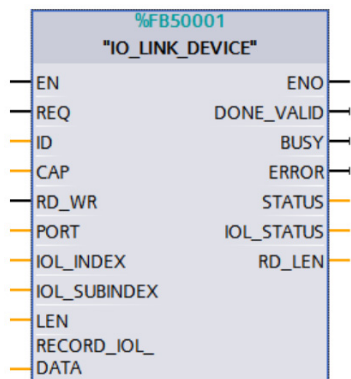 %FB50001
"IO_LINK_DEVICE"
EN ENO
REQ DONE_VALID
ID BUSY
CAP ERROR
RD_WR STATUS
PORT IOL_STATUS
IOL_INDEX RD_LEN
IOL_SUBINDEX
LEN
RECORD_IOL_
DATA